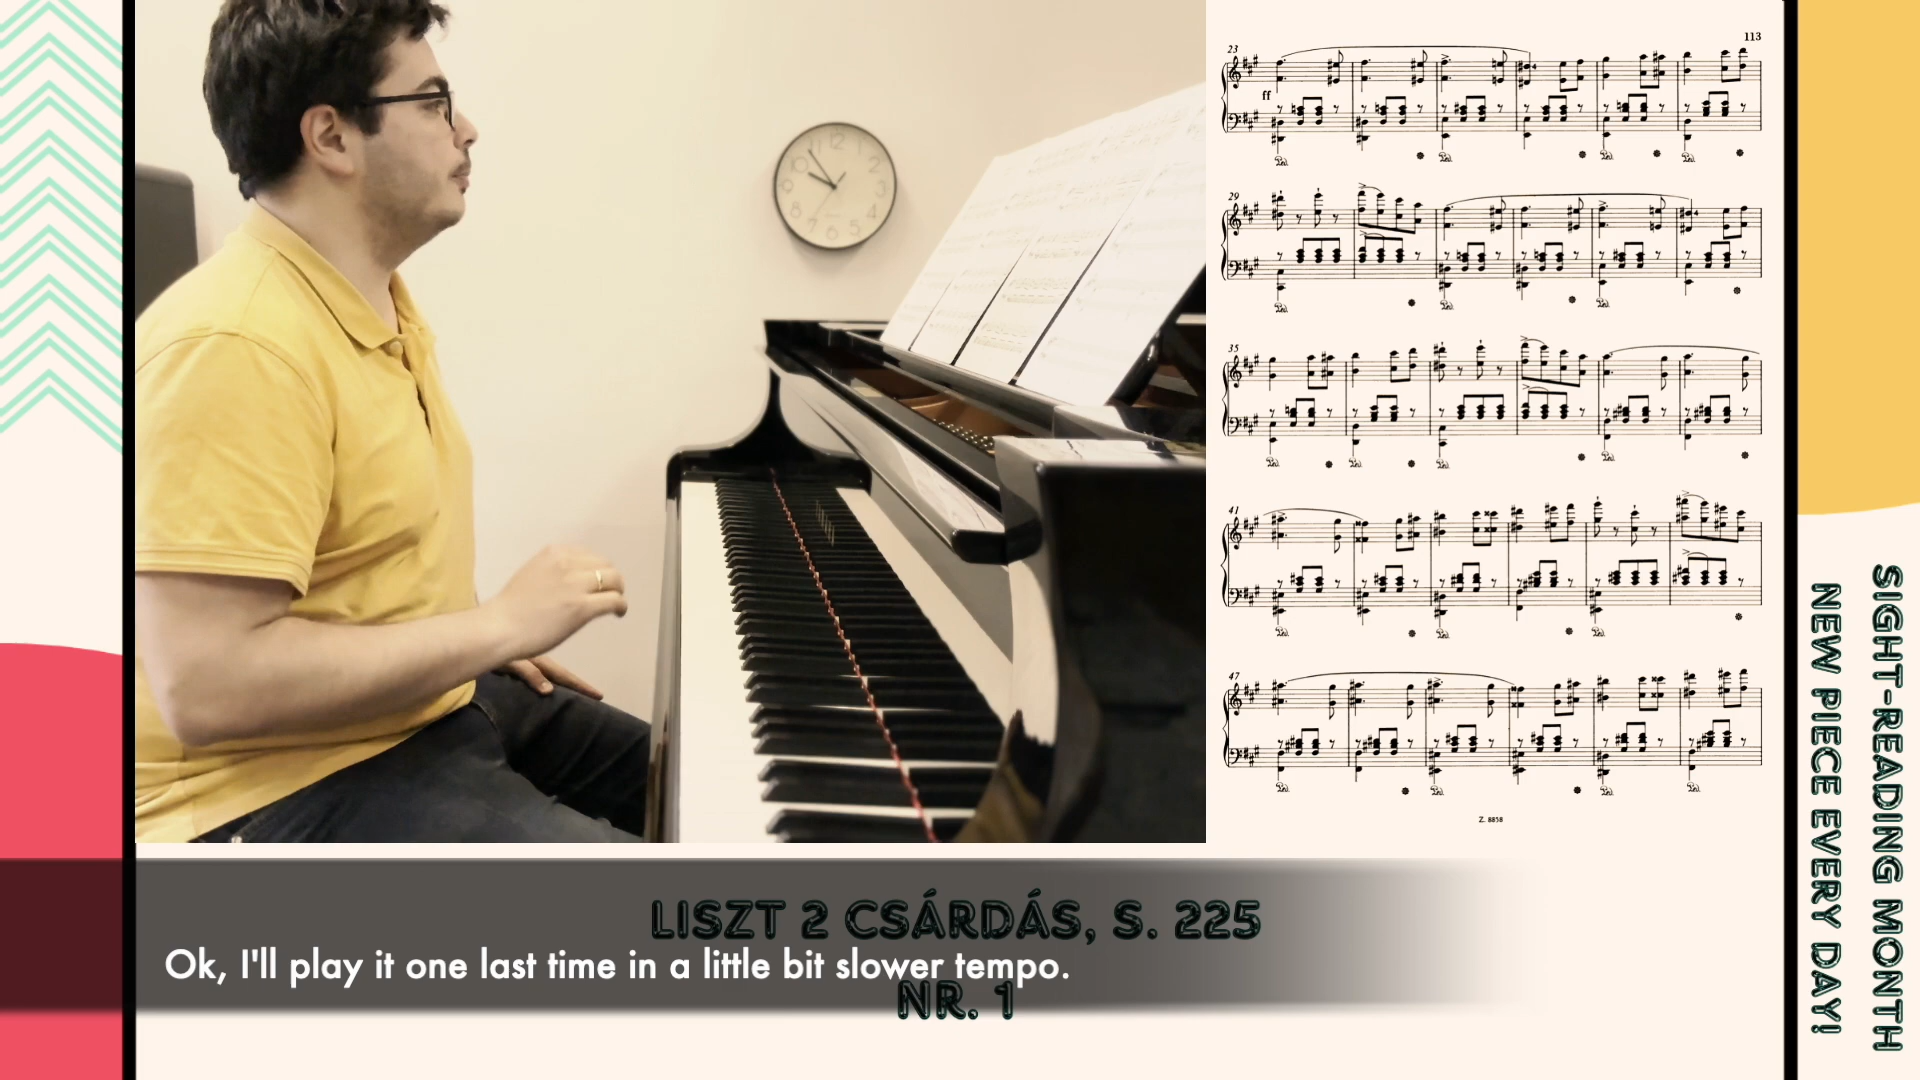 113
23
ff
29
35
41
47
Z. 8858
LISZT 2 CSÁRDÁS, S. 225
Ok, I'll play it one last time in a little bit slower tempo.
NR. 1
SIGHT-READING MONTH
NEW PIECE EVERY DAY!